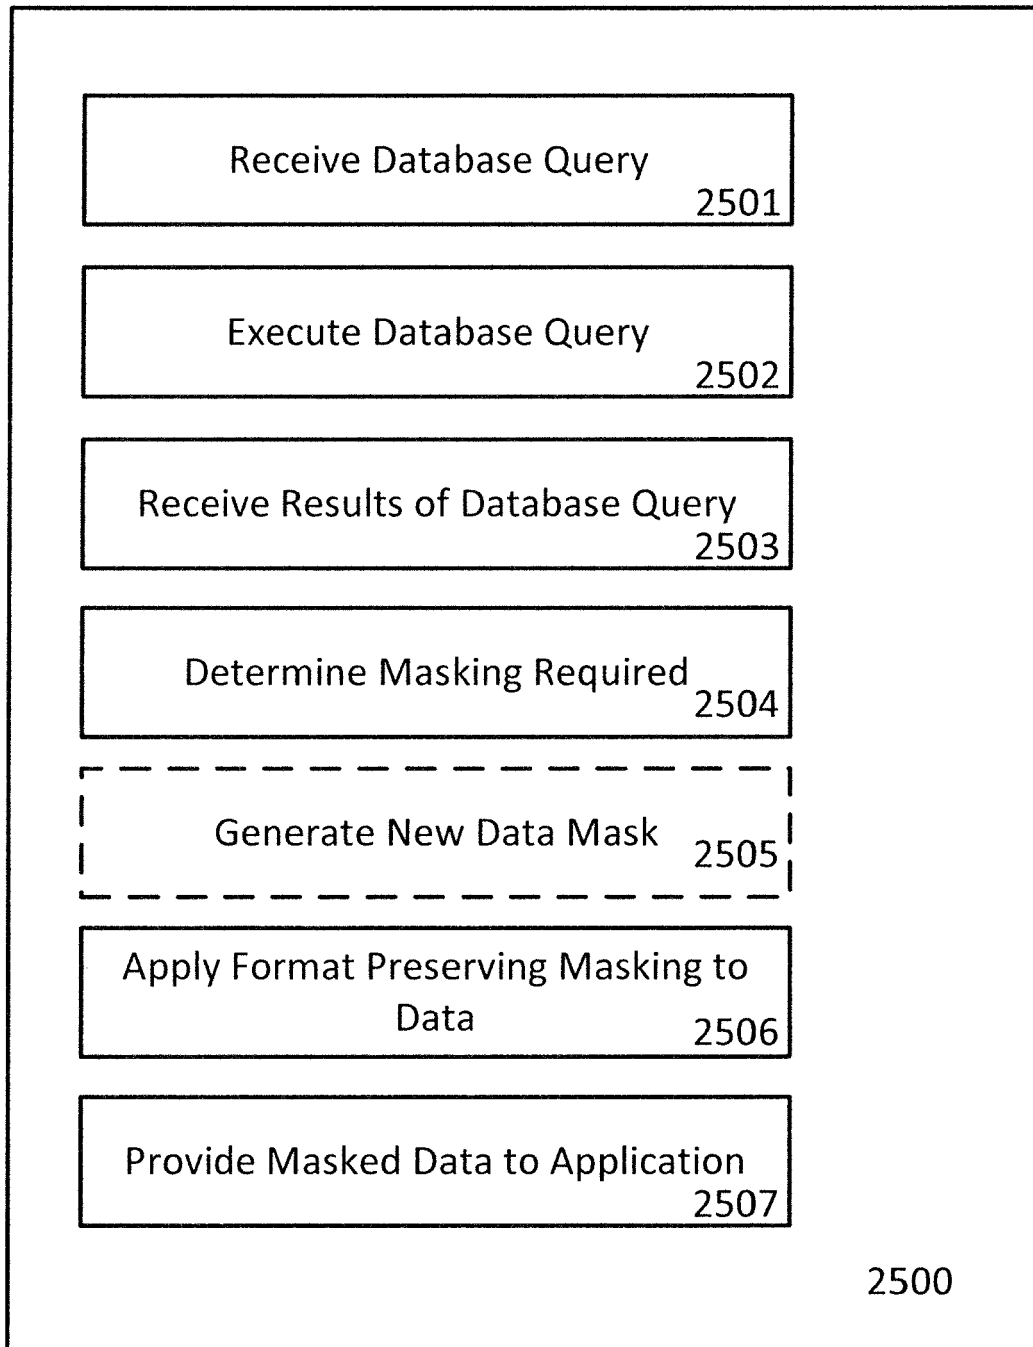 Receive Database Query
2501
Execute Database Query
2502
Receive Results of Database Query
2503
Determine Masking Required
2504
Generate New Data Mask
2505
Apply Format Preserving Masking to
Data
2506
Provide Masked Data to Application
2507
2500